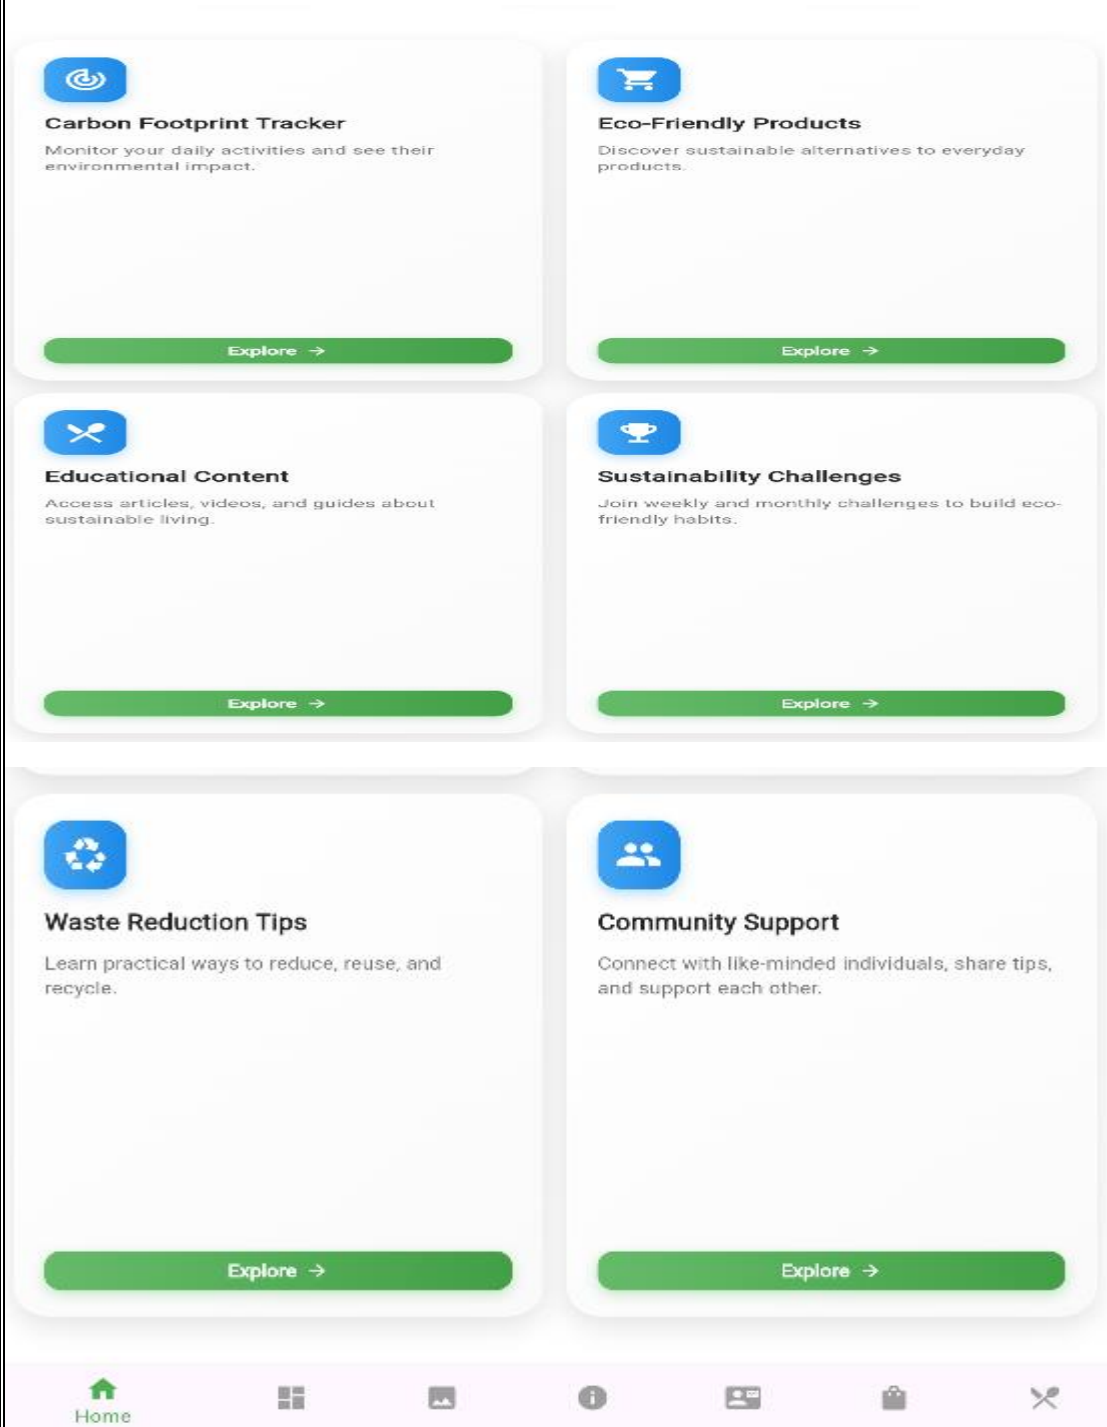 Carbon Footprint Tracker
Monitor your daily activities and see their
environmental impact.
Explore →
Eco-Friendly Products
Discover sustainable alternatives to everyday
products.
Explore →
Educational Content
Access articles, videos, and guides about
sustainable living.
Explore →
Sustainability Challenges
Join weekly and monthly challenges to build eco-
friendly habits.
Explore →
Waste Reduction Tips
Learn practical ways to reduce, reuse, and
recycle.
Explore →
Community Support
Connect with like-minded individuals, share tips,
and support each other.
Explore →
Home